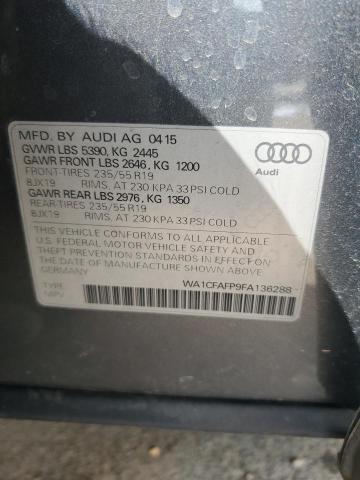 MFD. BY AUDI AG 04 15
GVWR LBS 5390, KG 2445
GAWR FRONT LBS 2646, KG 1200
FRONT-TIRES 235/55 R19
8JX19 RIMS, AT 230 KPA 33 PSI COLD
GAWR REAR LBS 2976, KG 1350
REAR-TIRES 235/55 R19
8JX19 RIMS, AT 230 KPA 33 PSI COLD
Audi
THIS VEHICLE CONFORMS TO ALL APPLICABLE
U.S. FEDERAL MOTOR VEHICLE SAFETY AND
THEFT PREVENTION STANDARDS IN EFFECT ON
THE DATE OF MANUFACTURE SHOWN ABOVE.
GERMANY
WA1CFAFP9FA136288
TYPE:
MPV